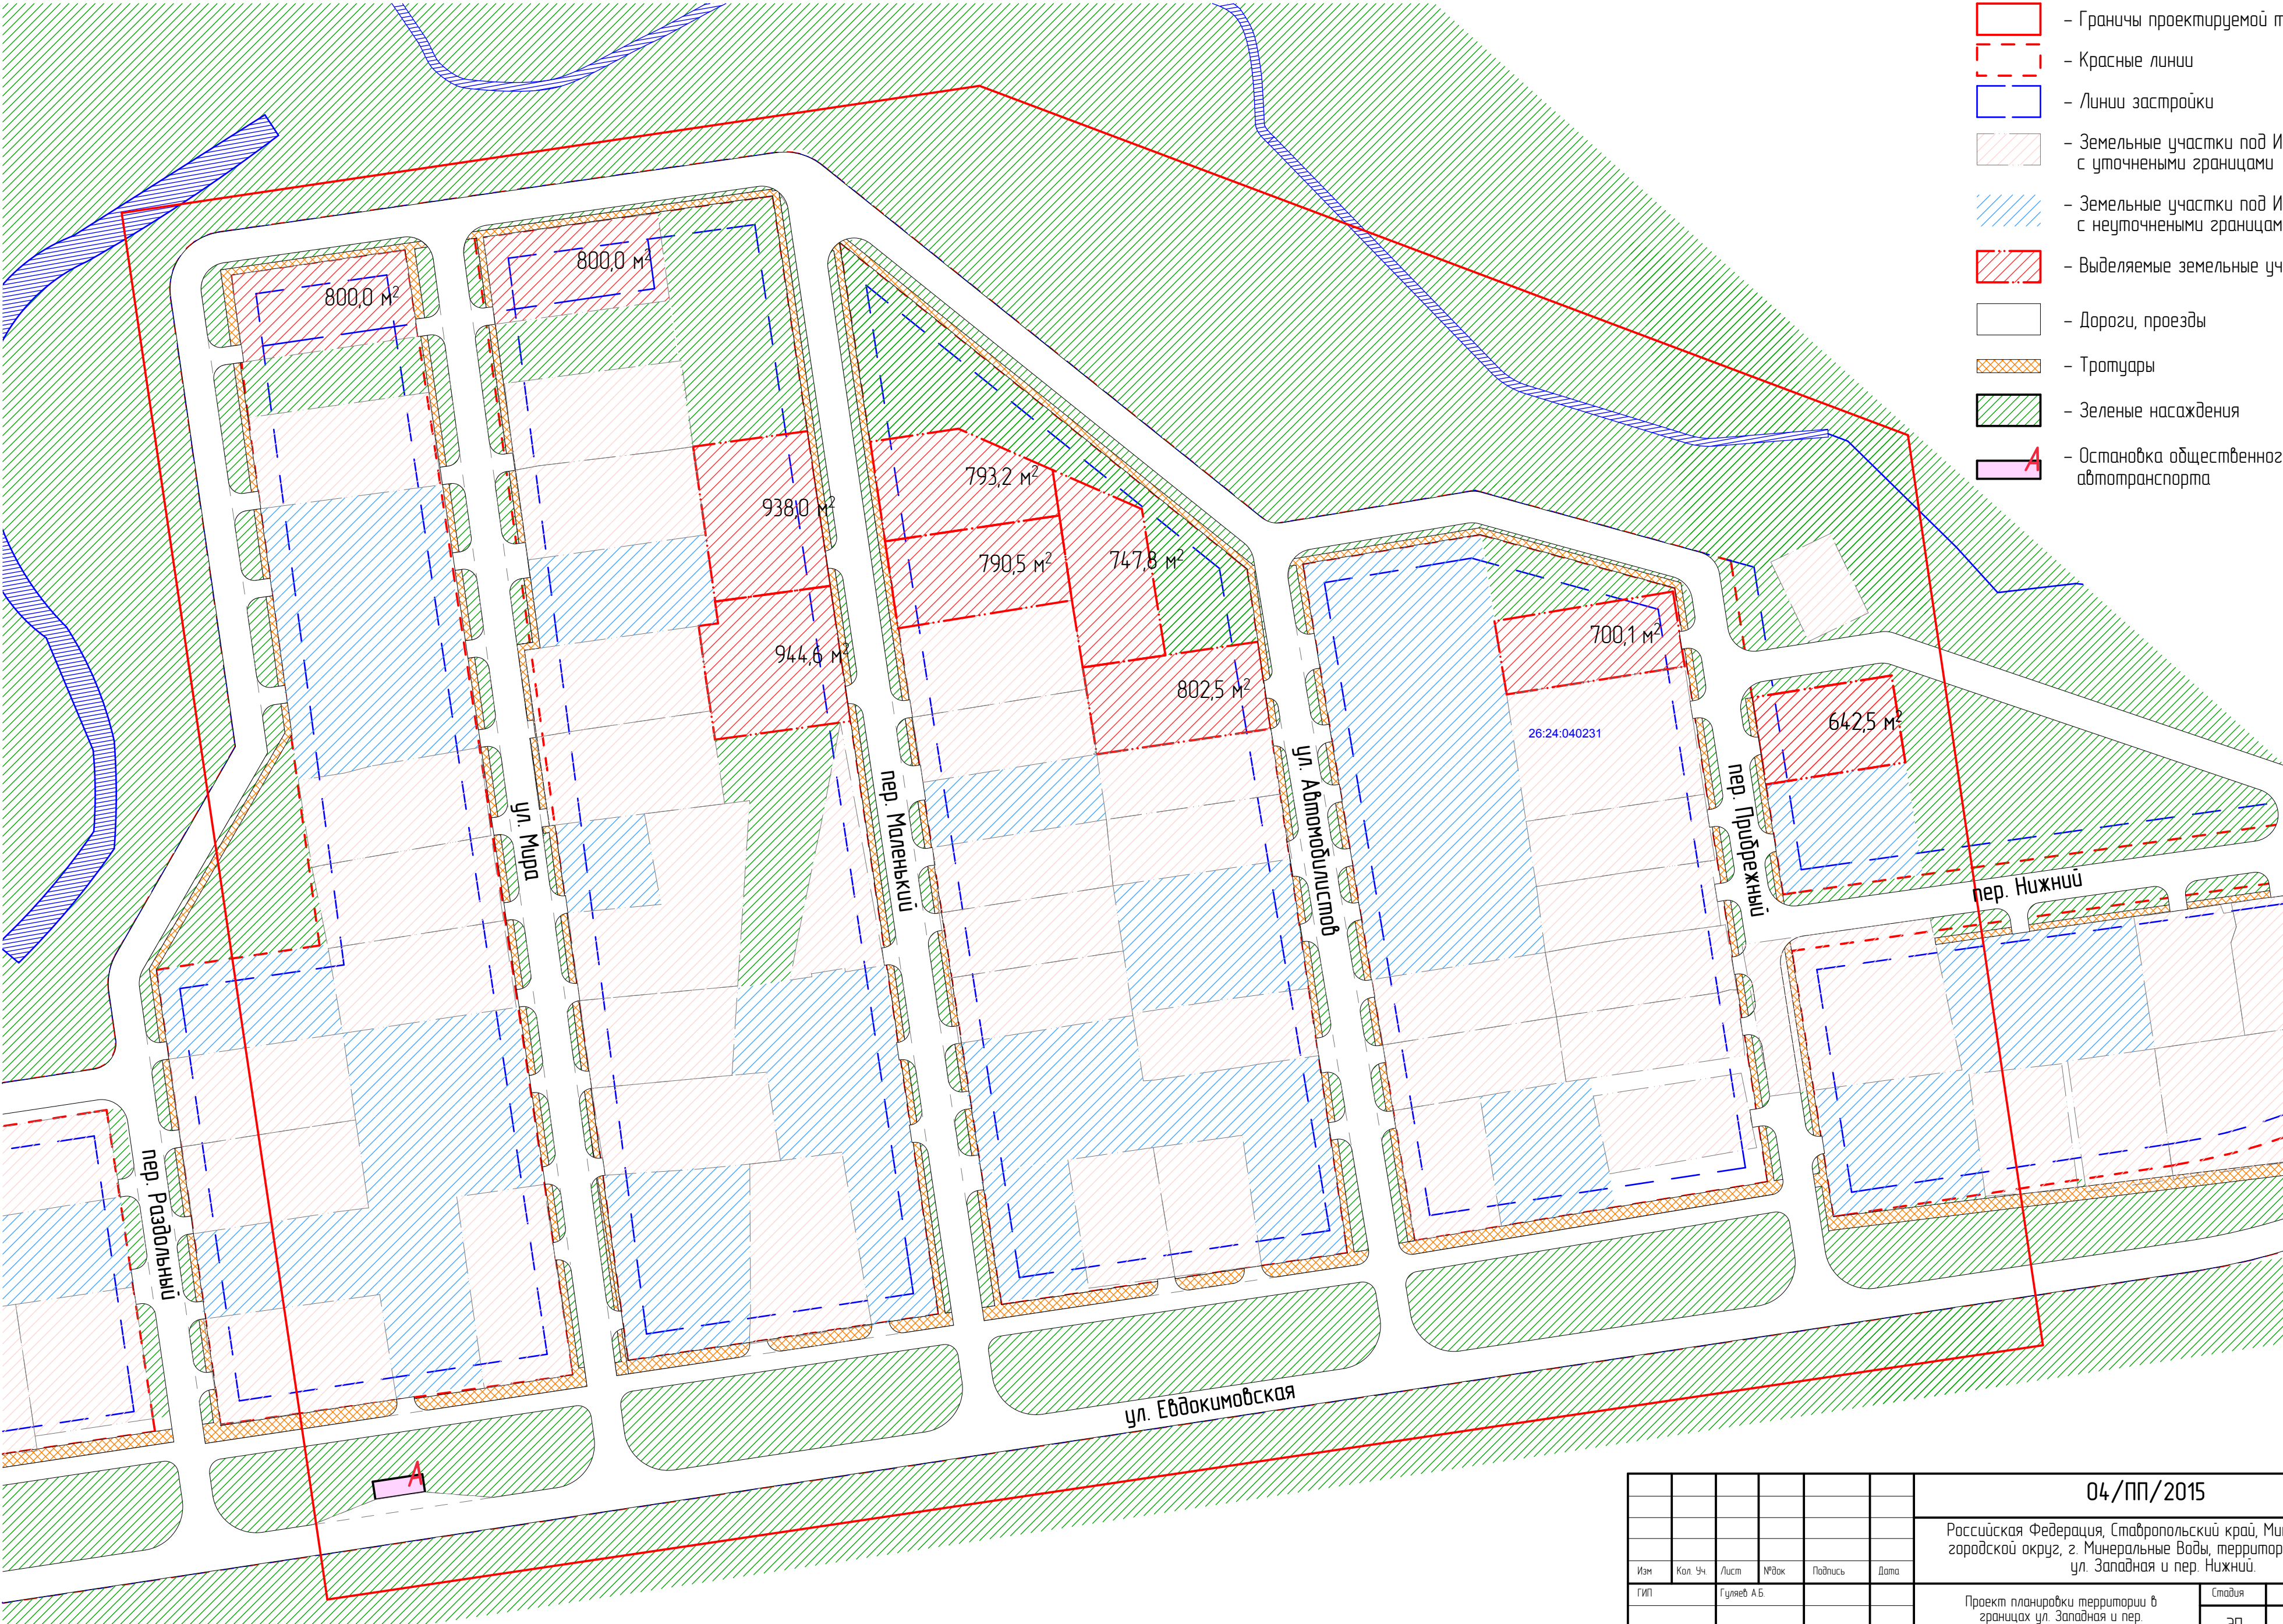 - Граничы проектируемой т
- Красные линии
- Линии застройки
- Земельные участки под И
с уточнеными границами
- Земельные участки под И
с неуточнеными границам
- Выделяемые земельные уч
- Дороги, проезды
- Тротуары
- Зеленые насаждения
А - Остановка общественног
автотранспорта
800,0 м²
800,0 м²
938,0 м²
944,6 м²
793,2 м²
790,5 м²
747,8 м²
802,5 м²
700,1 м²
642,5 м²
26:24:040231
ул. Мира
пер. Маленький
ул. Автомобилистов
пер. Прибрежный
пер. Нижний
пер. Раздольный
ул. Евдокимовская
А
04/ПП/2015
Российская Федерация, Ставропольский край, Ми
городской округ, г. Минеральные Воды, территор
ул. Западная и пер. Нижний.
Изм Кол. Уч Лист №док Подпись Дата
ГИП Гуляев А.Б.
Проект планировки территории в
границах ул. Западная и пер.
Стадия
ЭП